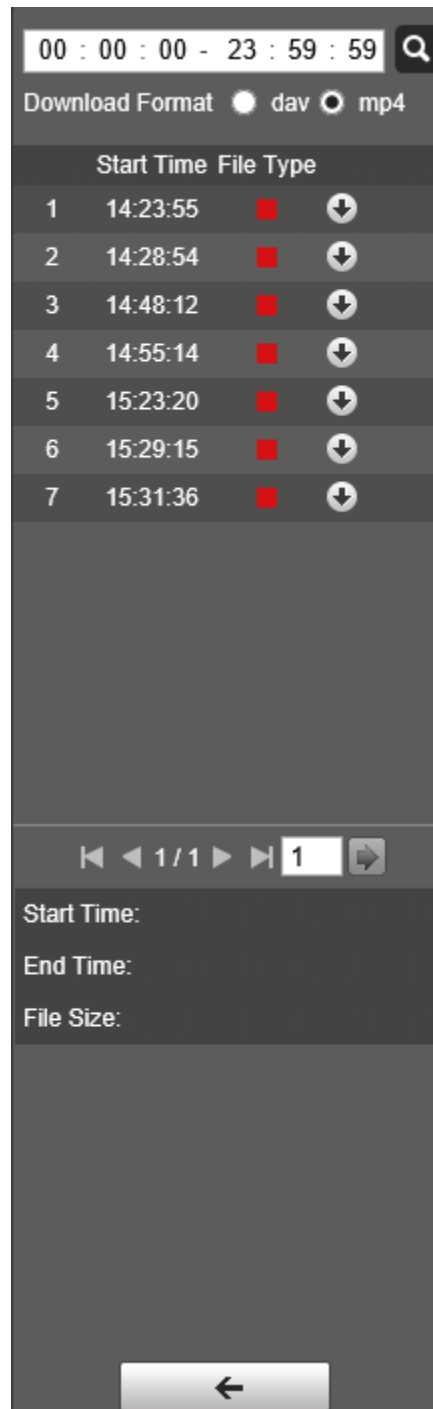 00 : 00 : 00 - 23 : 59 : 59
Download Format dav mp4
Start Time File Type
1 14:23:55
2 14:28:54
3 14:48:12
4 14:55:14
5 15:23:20
6 15:29:15
7 15:31:36
1 / 1 1
Start Time:
End Time:
File Size: